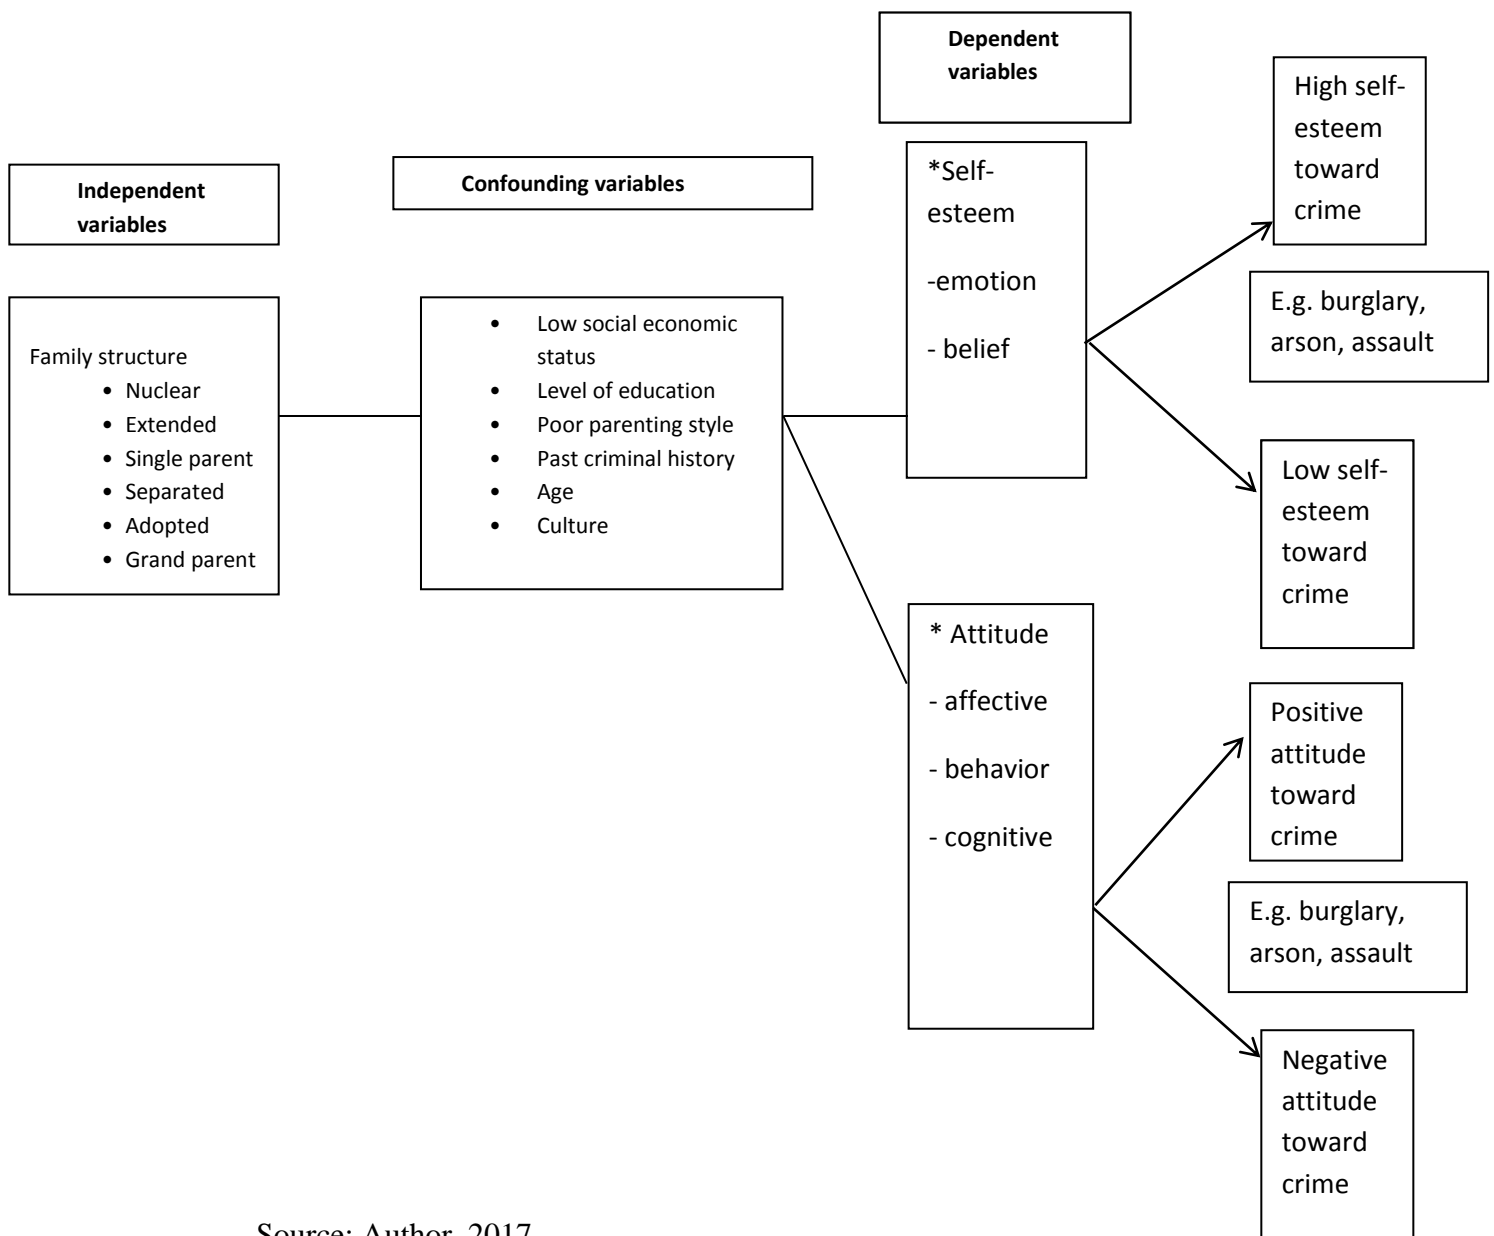 Independent
variables
Family structure
• Nuclear
• Extended
• Single parent
• Separated
• Adopted
• Grand parent
Confounding variables
• Low social economic
status
• Level of education
• Poor parenting style
• Past criminal history
• Age
• Culture
Dependent
variables
*Self-
esteem
-emotion
- belief
* Attitude
- affective
- behavior
- cognitive
High self-
esteem
toward
crime
E.g. burglary,
arson, assault
Low self-
esteem
toward
crime
Positive
attitude
toward
crime
E.g. burglary,
arson, assault
Negative
attitude
toward
crime
Source: Author, 2017